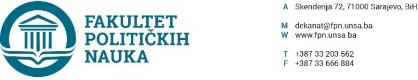 FAKULTET
POLITIČKIH
NAUKA
A Skenderija 72, 71000 Sarajevo, BiH
M dekanat@fpn.unsa.ba
W www.fpn.unsa.ba
T +387 33 203 562
F +387 33 666 884